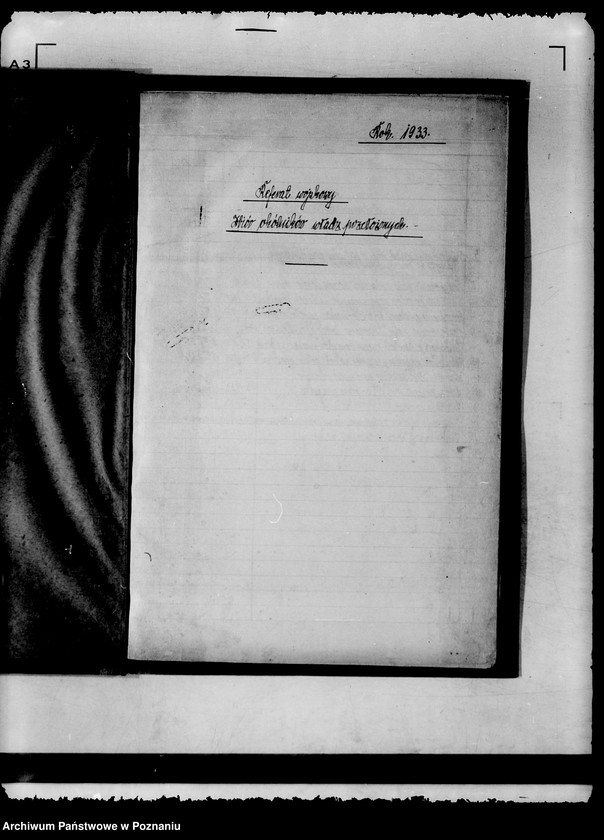 A3
Rok. 1933.
Referat wojskowy
Zbiór okólników władz przełożonych. -
Archiwum Państwowe w Poznaniu